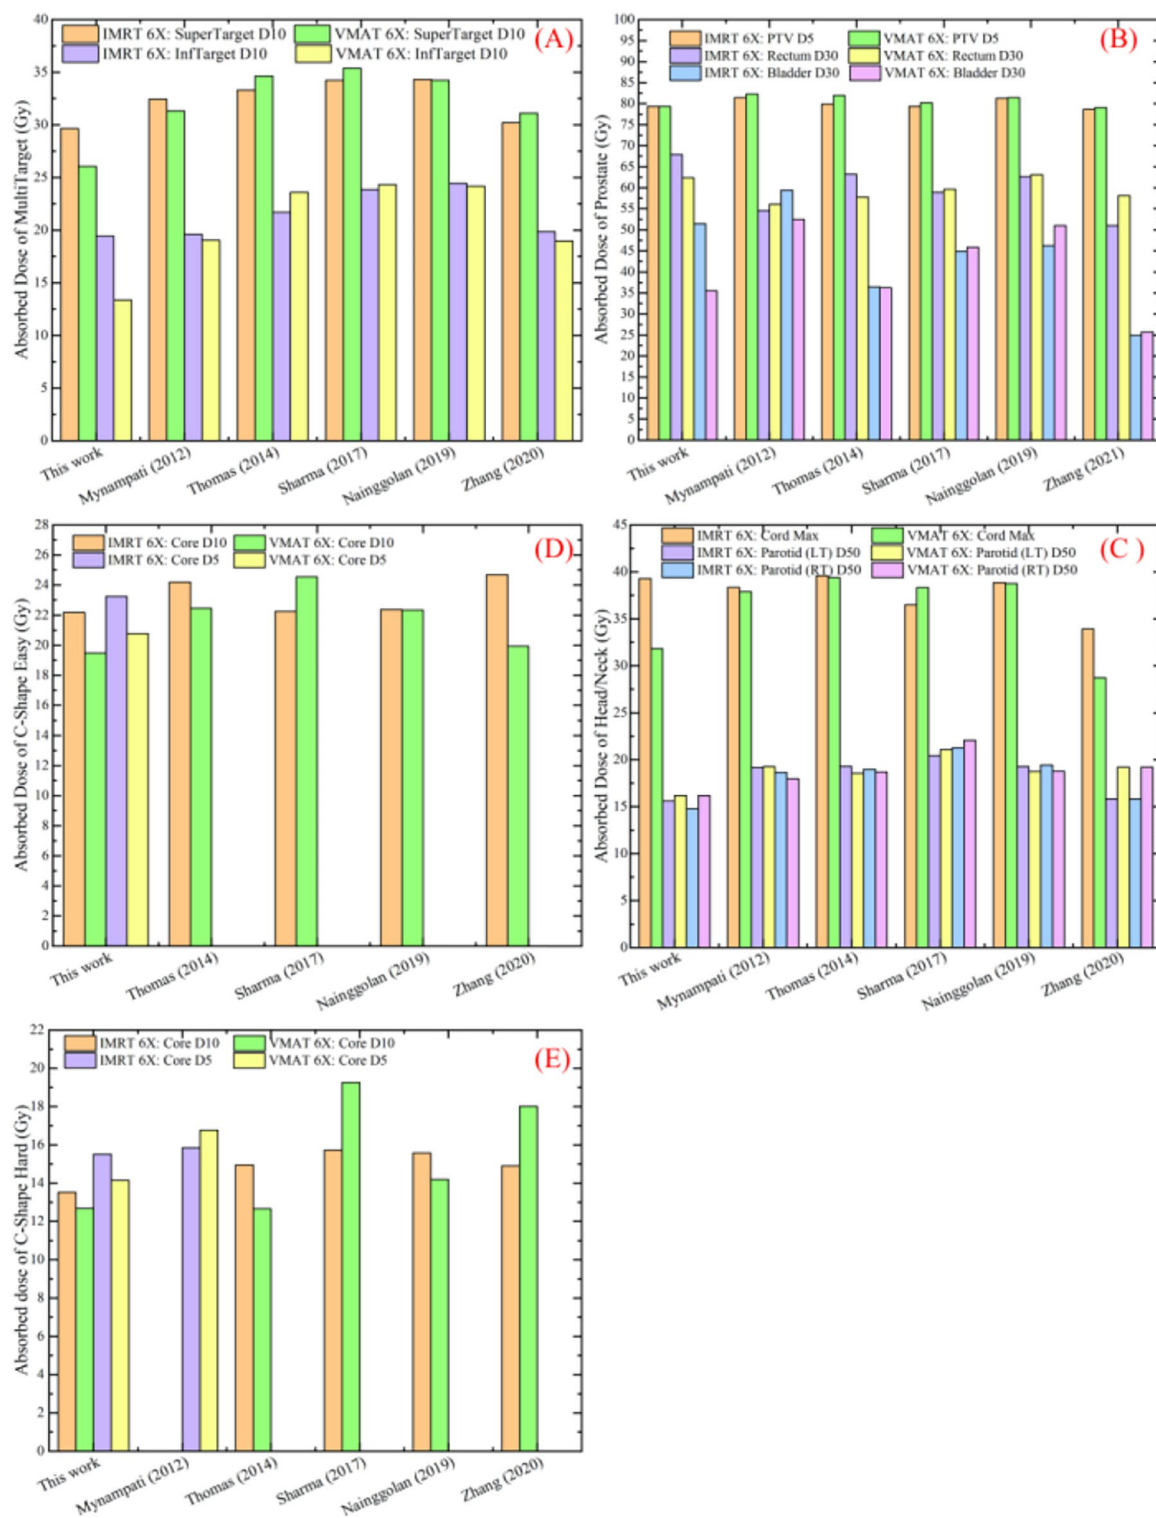 IMRT 6X: SuperTarget D10 VMAT 6X: SuperTarget D10
IMRT 6X: InfTarget D10 VMAT 6X: InfTarget D10
(A)
Absorbed Dose of MultiTarget (Gy)
40
35
30
25
20
15
10
5
0
This work
Mynampati (2012)
Thomas (2014)
Sharma (2017)
Nainggolan (2019)
Zhang (2020)
IMRT 6X: PTV D5 VMAT 6X: PTV D5
IMRT 6X: Rectum D30 VMAT 6X: Rectum D30
IMRT 6X: Bladder D30 VMAT 6X: Bladder D30
(B)
Absorbed Dose of Prostate (Gy)
100
95
90
85
80
75
70
65
60
55
50
45
40
35
30
25
20
15
10
5
0
This work
Mynampati (2012)
Thomas (2014)
Sharma (2017)
Nainggolan (2019)
Zhang (2021)
IMRT 6X: Core D10 VMAT 6X: Core D10
IMRT 6X: Core D5 VMAT 6X: Core D5
(D)
Absorbed Dose of C-Shape Easy (Gy)
28
26
24
22
20
18
16
14
12
10
8
6
4
2
0
This work
Thomas (2014)
Sharma (2017)
Nainggolan (2019)
Zhang (2020)
IMRT 6X: Cord Max VMAT 6X: Cord Max
IMRT 6X: Parotid (LT) D50 VMAT 6X: Parotid (LT) D50
IMRT 6X: Parotid (RT) D50 VMAT 6X: Parotid (RT) D50
(C)
Absorbed Dose of Head/Neck (Gy)
45
40
35
30
25
20
15
10
5
0
This work
Mynampati (2012)
Thomas (2014)
Sharma (2017)
Nainggolan (2019)
Zhang (2020)
IMRT 6X: Core D10 VMAT 6X: Core D10
IMRT 6X: Core D5 VMAT 6X: Core D5
(E)
Absorbed dose of C-Shape Hard (Gy)
22
20
18
16
14
12
10
8
6
4
2
0
This work
Mynampati (2012)
Thomas (2014)
Sharma (2017)
Nainggolan (2019)
Zhang (2020)